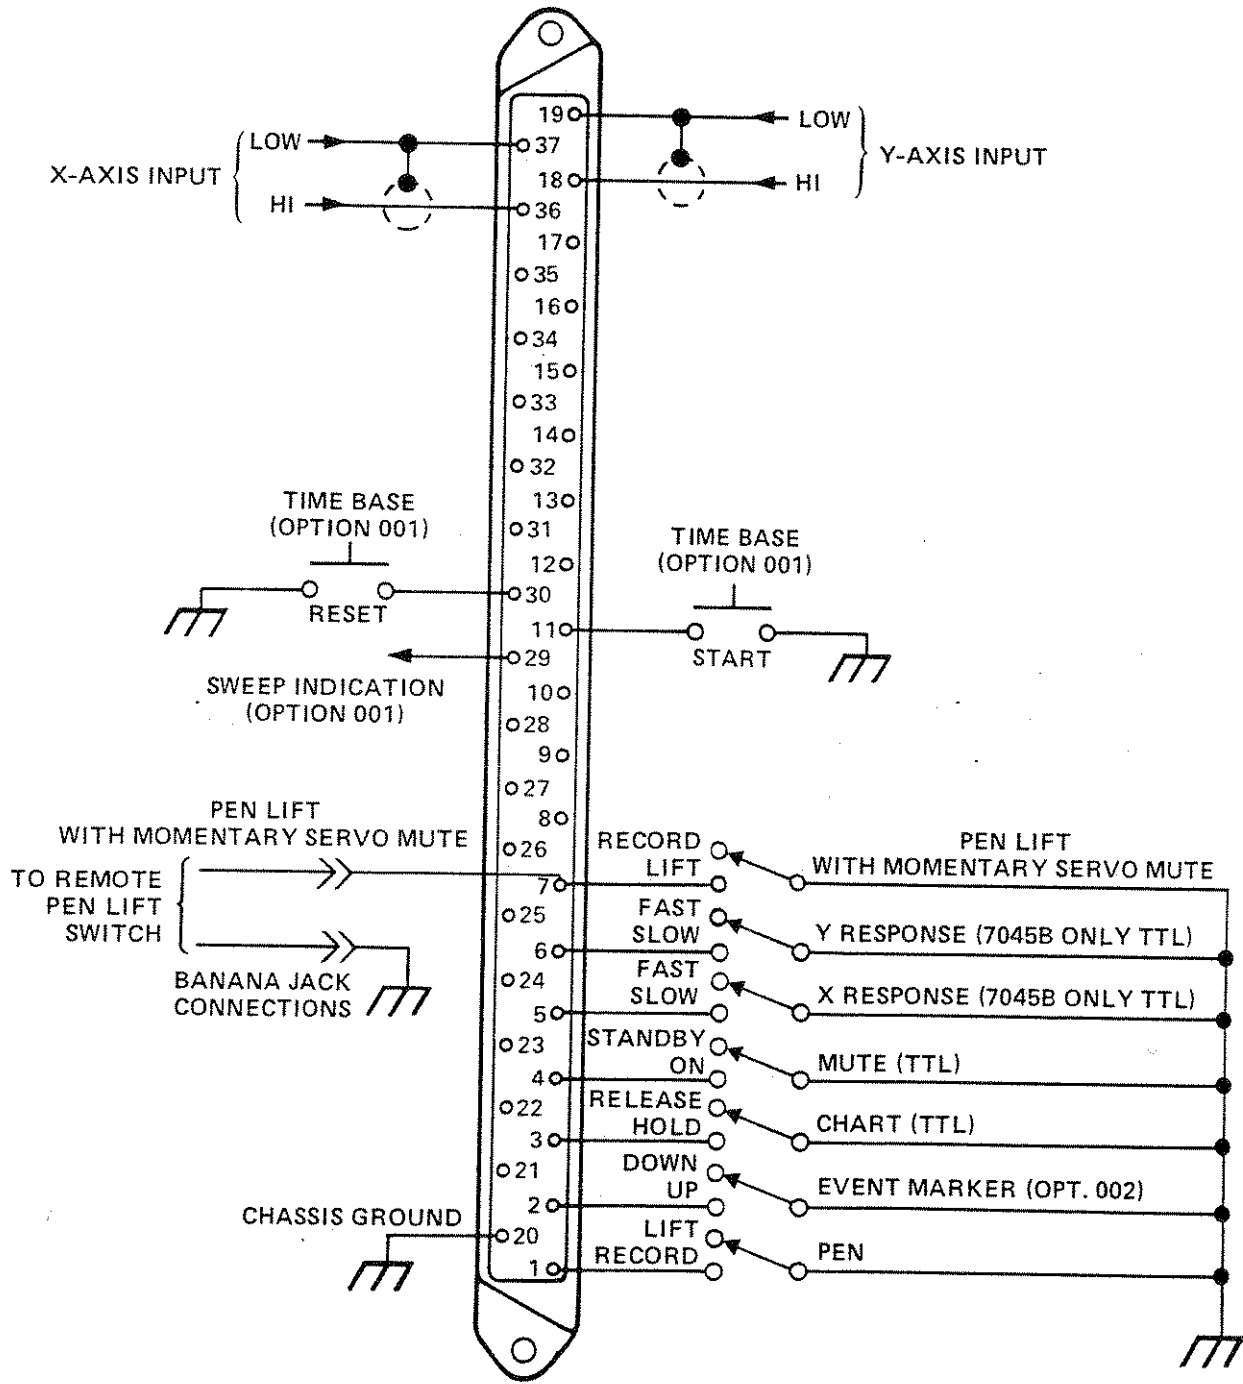 19
LOW
LOW
37
X-AXIS INPUT
Y-AXIS INPUT
18
HI
HI
36
17
35
16
34
15
33
14
32
13
TIME BASE
(OPTION 001)
31
TIME BASE
(OPTION 001)
12
30
RESET
11
START
29
SWEEP INDICATION
(OPTION 001)
10
28
9
27
8
PEN LIFT
WITH MOMENTARY SERVO MUTE
26
RECORD
LIFT
PEN LIFT
WITH MOMENTARY SERVO MUTE
7
TO REMOTE
PEN LIFT
SWITCH
25
FAST
SLOW
Y RESPONSE (7045B ONLY TTL)
6
BANANA JACK
CONNECTIONS
24
FAST
SLOW
X RESPONSE (7045B ONLY TTL)
5
23
STANDBY
ON
MUTE (TTL)
4
22
RELEASE
HOLD
CHART (TTL)
3
21
DOWN
UP
EVENT MARKER (OPT. 002)
2
CHASSIS GROUND
20
LIFT
RECORD
PEN
1